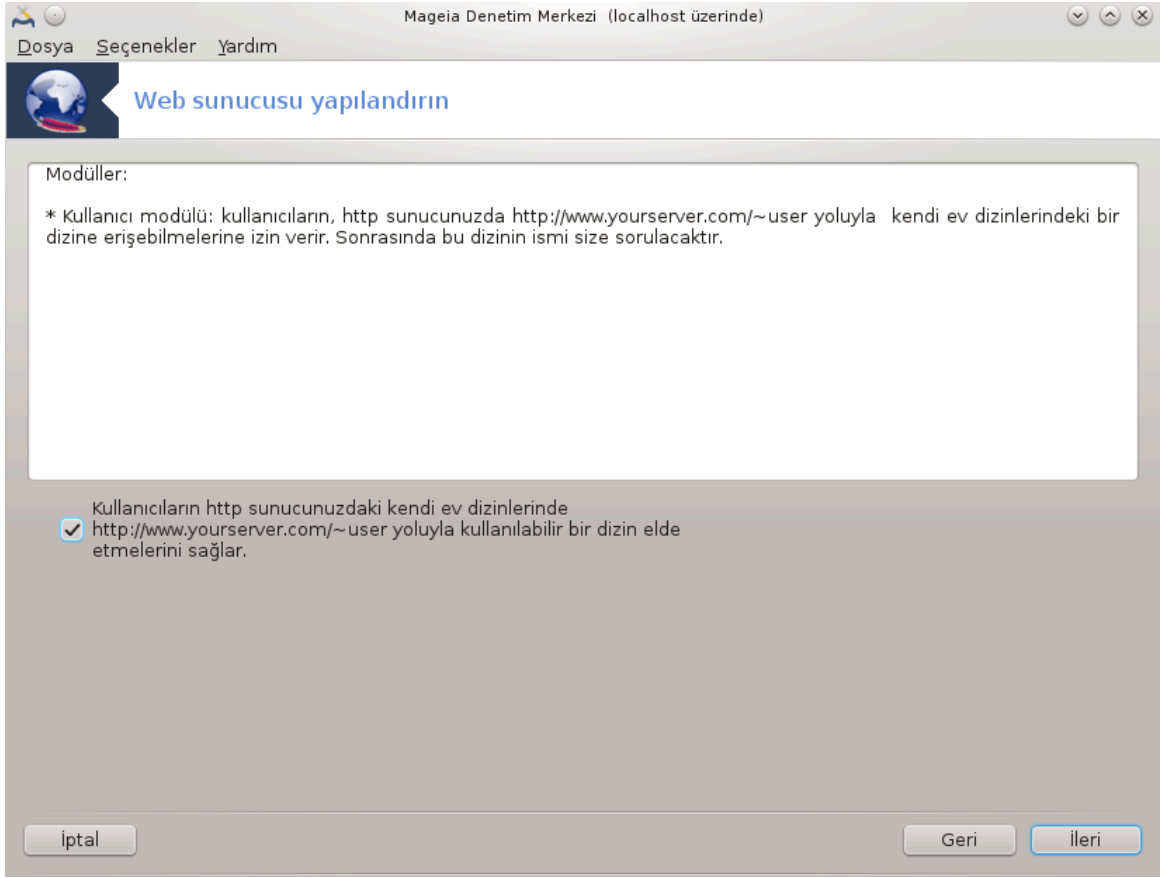 Mageia Denetim Merkezi (localhost üzerinde)
Dosya Seçenekler Yardım
Web sunucusu yapılandırın
Modüller:
* Kullanıcı modülü: kullanıcıların, http sunucunuzda http://www.yourserver.com/~user yoluyla kendi ev dizinlerindeki bir
dizine erişebilmelerine izin verir. Sonrasında bu dizinin ismi size sorulacaktır.
Kullanıcıların http sunucunuzdaki kendi ev dizinlerinde
http://www.yourserver.com/~user yoluyla kullanılabilir bir dizin elde
etmelerini sağlar.
İptal Geri İleri